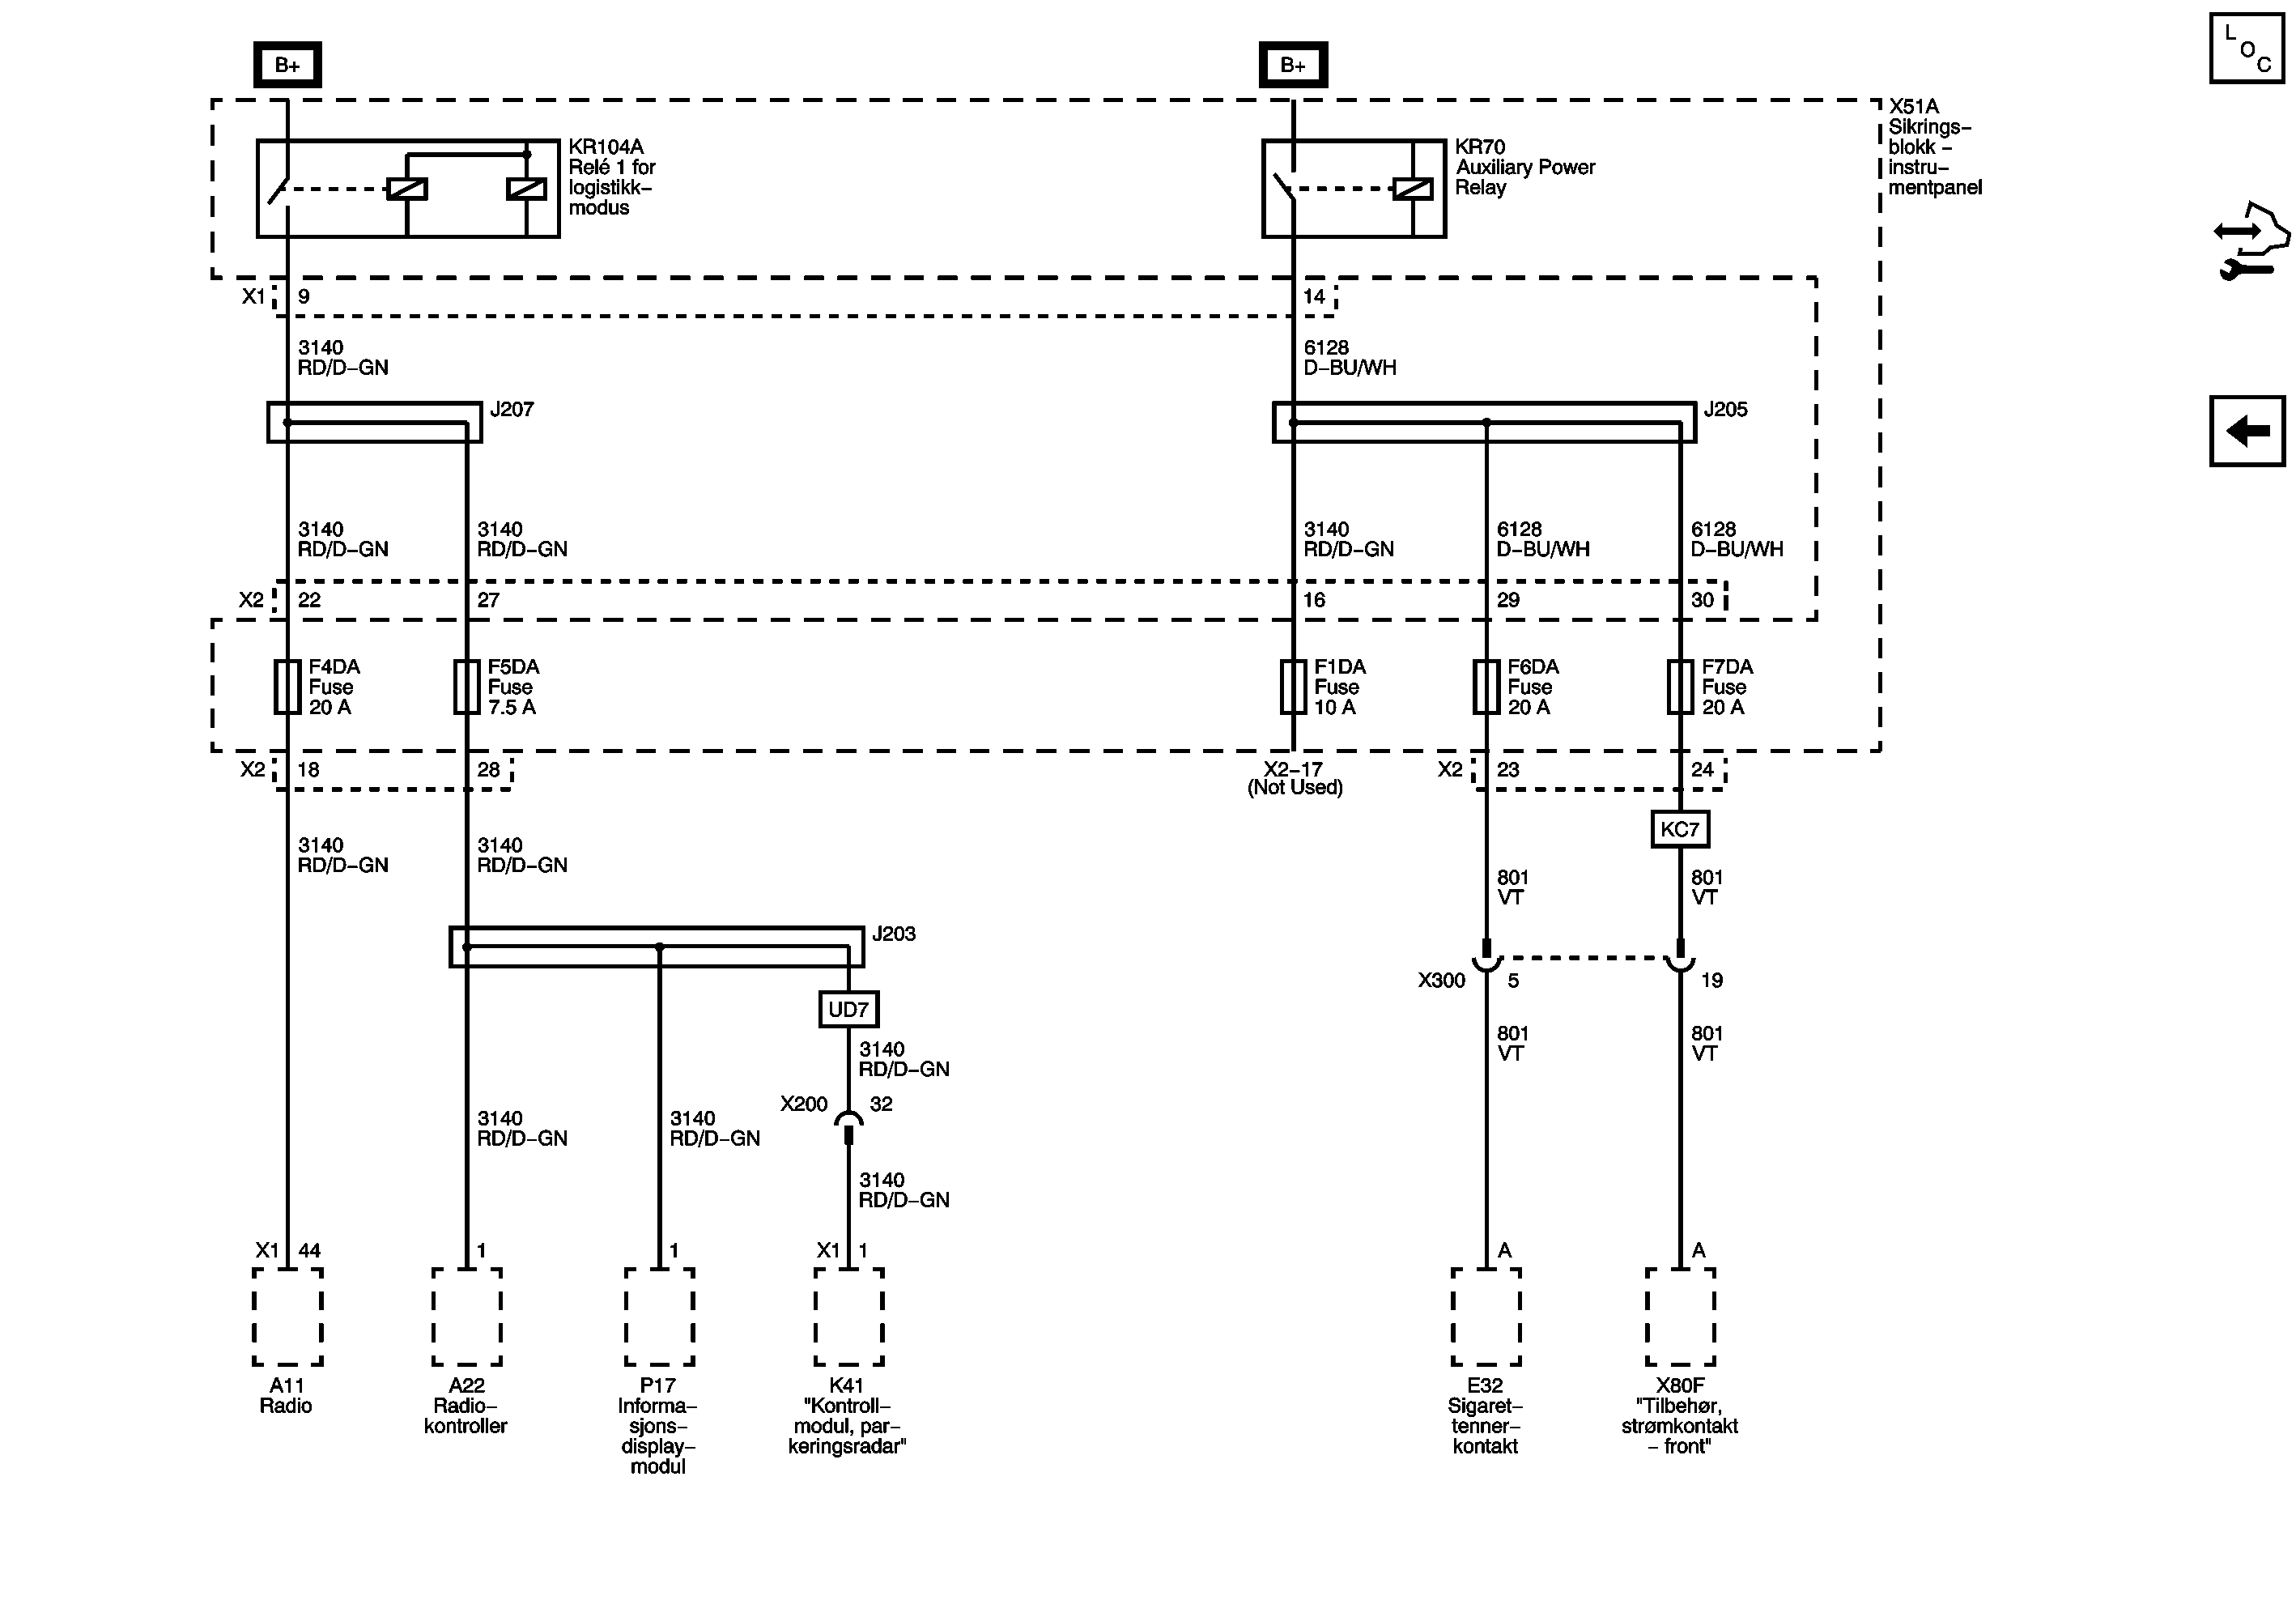 B+
B+
L
O
C
X51A
Sikrings–
blokk –
instru–
mentpanel
KR104A
Relé 1 for
logistikk–
modus
KR70
Auxiliary Power
Relay
X1
9
14
3140
RD/D–GN
6128
D–BU/WH
J207
J205
3140
RD/D–GN
3140
RD/D–GN
3140
RD/D–GN
6128
D–BU/WH
6128
D–BU/WH
X2
22
27
16
29
30
F4DA
Fuse
20 A
F5DA
Fuse
7.5 A
F1DA
Fuse
10 A
F6DA
Fuse
20 A
F7DA
Fuse
20 A
X2
18
28
X2–17
(Not Used)
X2
23
24
KC7
3140
RD/D–GN
3140
RD/D–GN
801
VT
801
VT
J203
X300
5
19
UD7
3140
RD/D–GN
801
VT
801
VT
X200
32
3140
RD/D–GN
3140
RD/D–GN
3140
RD/D–GN
X1
44
1
1
X1
1
A
A
A11
Radio
A22
Radio–
kontroller
P17
Informa–
sjons–
display–
modul
K41
"Kontroll–
modul, par–
keringsradar"
E32
Sigaret–
tenner–
kontakt
X80F
"Tilbehør,
strømkontakt
– front"